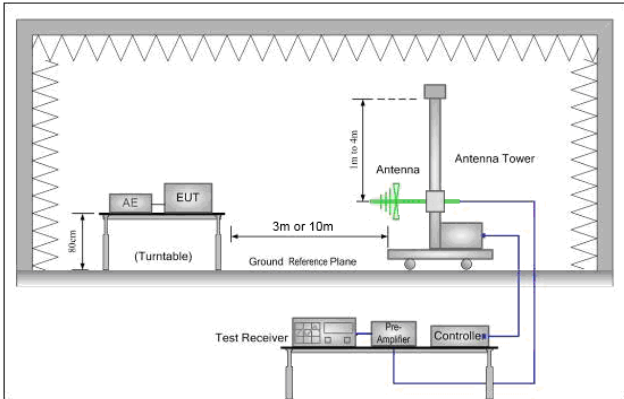 1m to 4m
Antenna
Antenna Tower
AE
EUT
80cm
3m or 10m
(Turntable)
Ground Reference Plane
Test Receiver
Pre-
Amplifier
Controlle